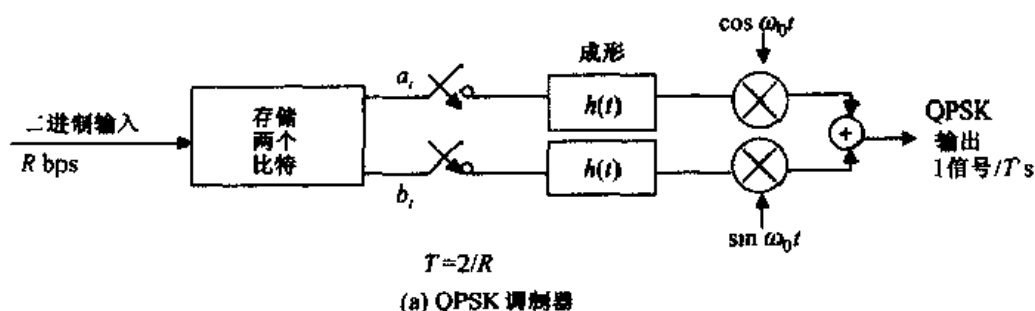 cos ω₀t
成形
aᵢ
h(t)
二进制输入
R bps
存储
两个
比特
QPSK
输出
1信号/T s
h(t)
bᵢ
sin ω₀t
T=2/R
(a) QPSK 调制器